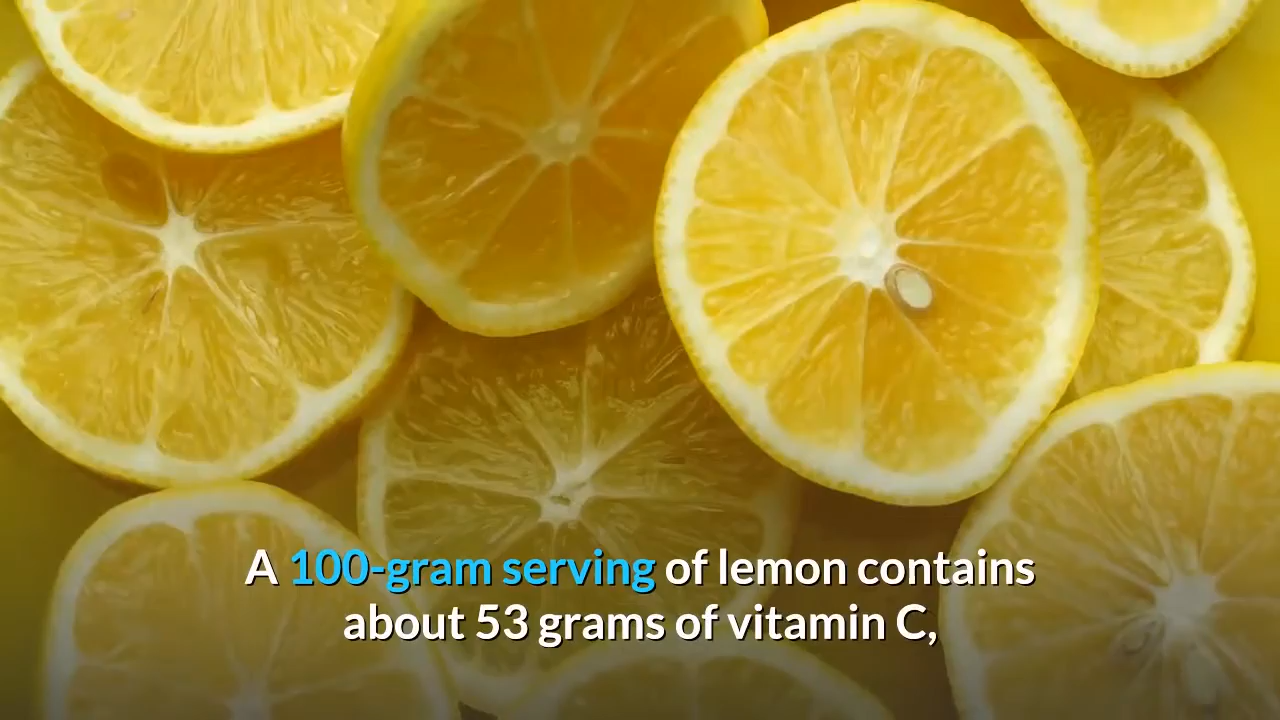 A 100-gram serving of lemon contains
about 53 grams of vitamin C,